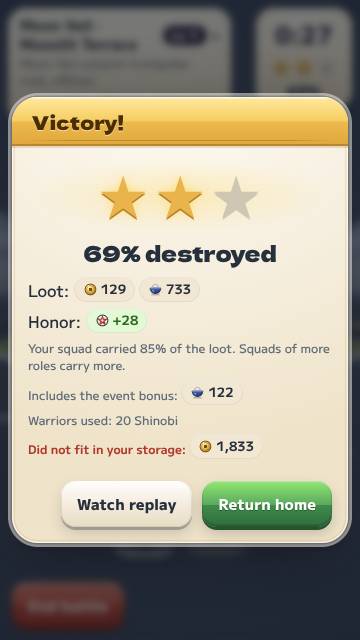 0:27
Victory!
69% destroyed
Loot: 129 733
Honor: +28
Your squad carried 85% of the loot. Squads of more
roles carry more.
Includes the event bonus: 122
Warriors used: 20 Shinobi
Did not fit in your storage: 1,833
Watch replay
Return home
End battle